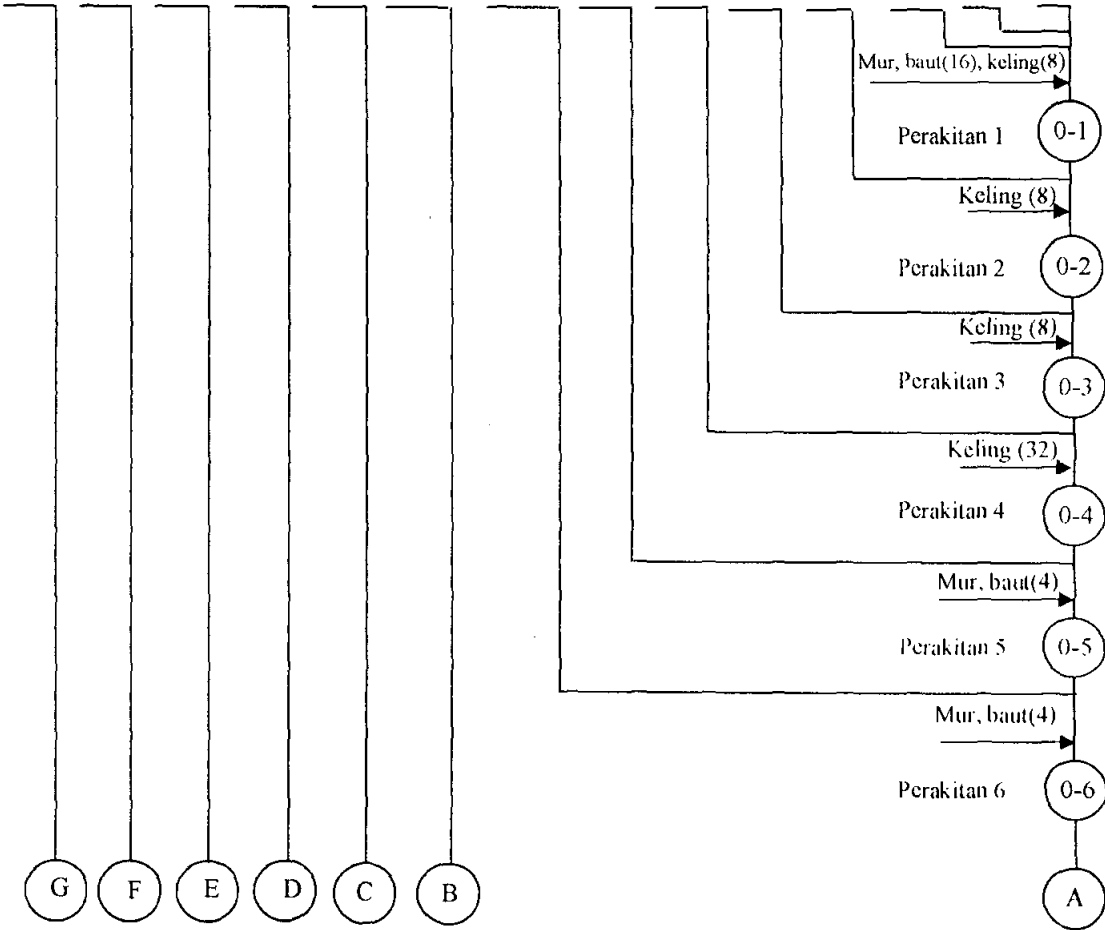 Mur, baut(16), keling(8)
Perakitan 1
0-1
Keling (8)
Perakitan 2
0-2
Keling (8)
Perakitan 3
0-3
Keling (32)
Perakitan 4
0-4
Mur, baut(4)
Perakitan 5
0-5
Mur, baut(4)
Perakitan 6
0-6
G F E D C B A